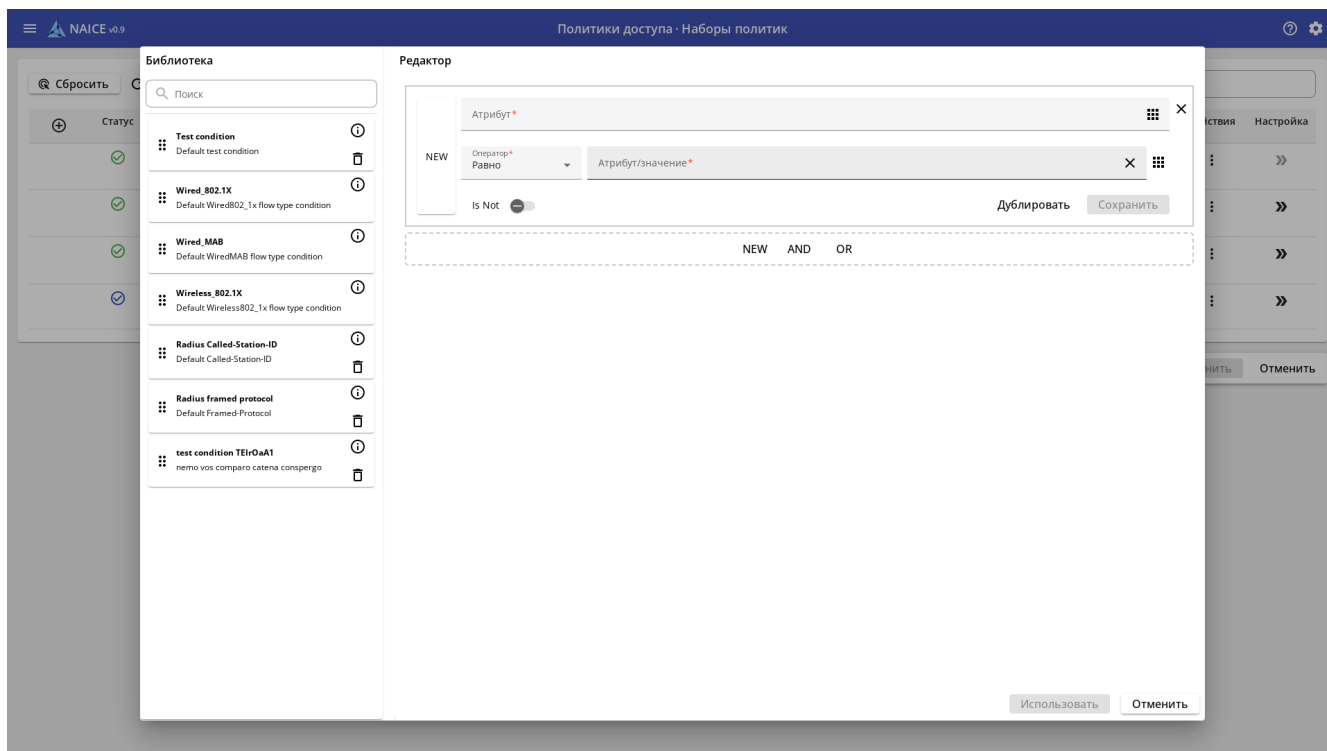 NAICE v0.9
Политики доступа · Наборы политик
Сбросить
Статус
Действия
Настройка
Библиотека
Поиск
Test condition
Default test condition
Wired_802.1X
Default Wired802_1x flow type condition
Wired_MAB
Default WiredMAB flow type condition
Wireless_802.1X
Default Wireless802_1x flow type condition
Radius Called-Station-ID
Default Called-Station-ID
Radius framed protocol
Default Framed-Protocol
test condition TEIrOaA1
nemo vos comparo catena conspergo
Редактор
NEW
Атрибут*
Оператор*
Равно
Атрибут/значение*
Is Not
Дублировать Сохранить
NEW AND OR
Отменить
Использовать Отменить